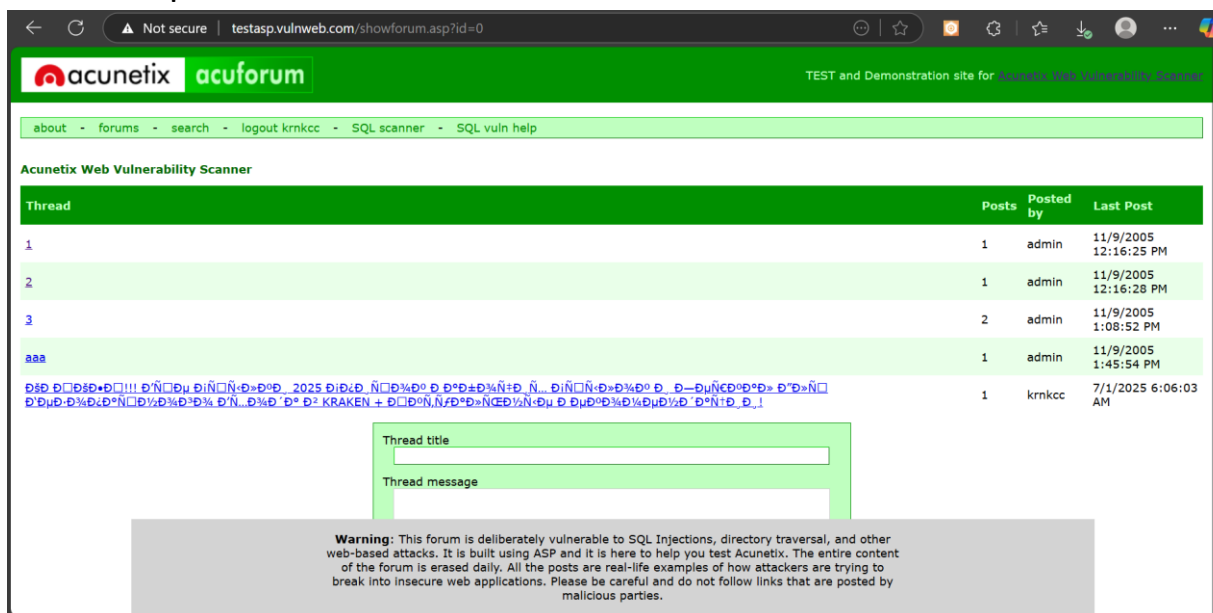 Not secure | testasp.vulnweb.com/showforum.asp?id=0
acunetix acuforum
TEST and Demonstration site for Acunetix Web Vulnerability Scanner
about - forums - search - logout krnkcc - SQL scanner - SQL vuln help
Acunetix Web Vulnerability Scanner
Thread Posts Posted by Last Post
1 1 admin 11/9/2005 12:16:25 PM
2 1 admin 11/9/2005 12:16:28 PM
3 2 admin 11/9/2005 1:08:52 PM
aaa 1 admin 11/9/2005 1:45:54 PM
2025
KRAKEN +
1 krnkcc 7/1/2025 6:06:03 AM
Thread title
Thread message
Warning: This forum is deliberately vulnerable to SQL Injections, directory traversal, and other
web-based attacks. It is built using ASP and it is here to help you test Acunetix. The entire content
of the forum is erased daily. All the posts are real-life examples of how attackers are trying to
break into insecure web applications. Please be careful and do not follow links that are posted by
malicious parties.